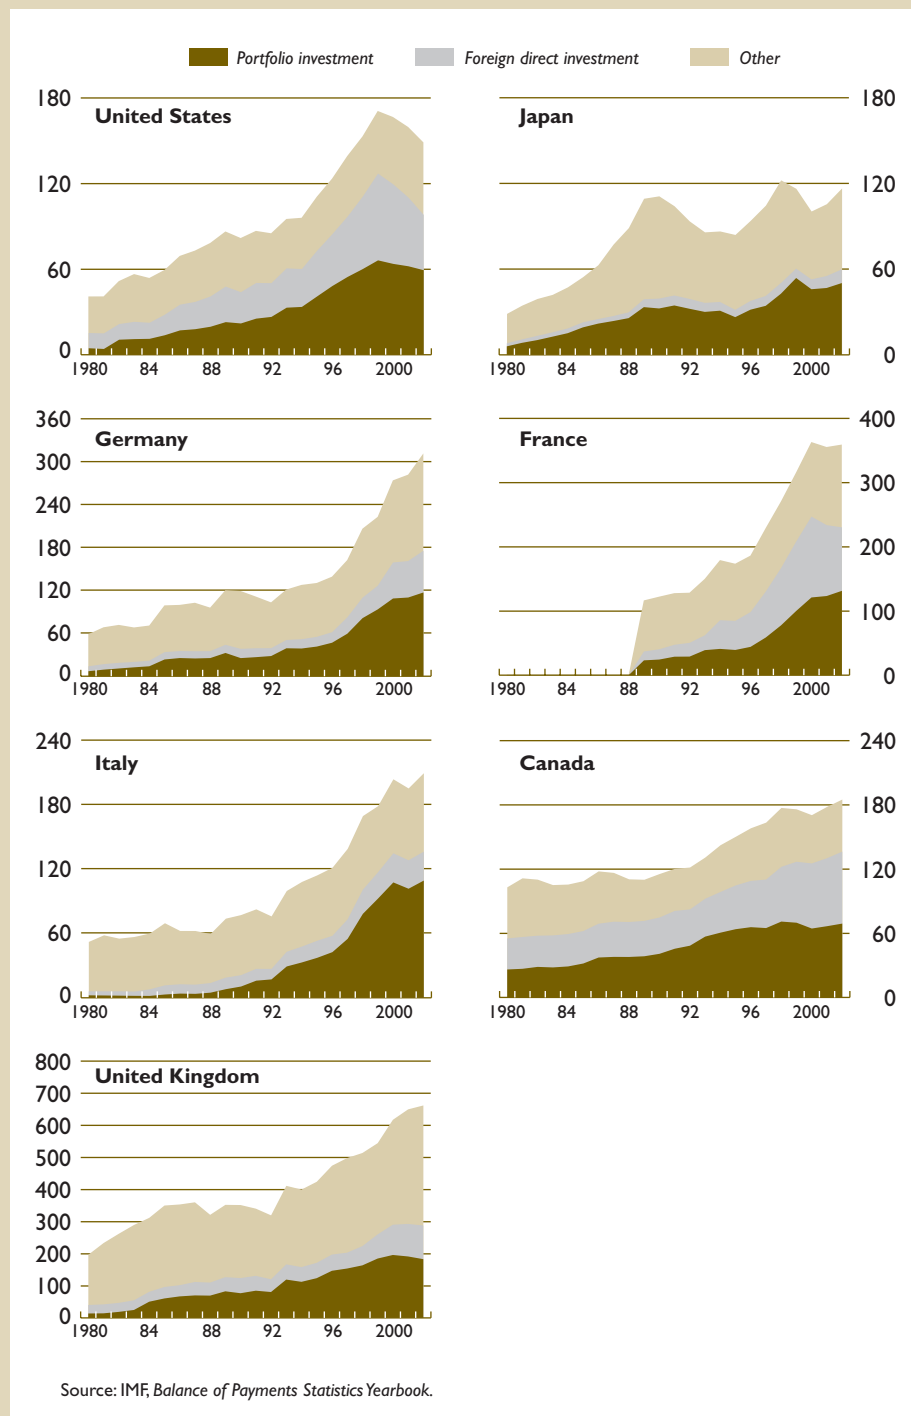 Portfolio investment Foreign direct investment Other
180 180
United States Japan
120 120
60 60
0 0
1980 84 88 92 96 2000 1980 84 88 92 96 2000
360 400
Germany France
300 300
240
180 200
120
100
60
0 0
1980 84 88 92 96 2000 1980 84 88 92 96 2000
240 240
Italy Canada
180 180
120 120
60 60
0 0
1980 84 88 92 96 2000 1980 84 88 92 96 2000
800
United Kingdom
700
600
500
400
300
200
100
0
1980 84 88 92 96 2000
Source: IMF, Balance of Payments Statistics Yearbook.